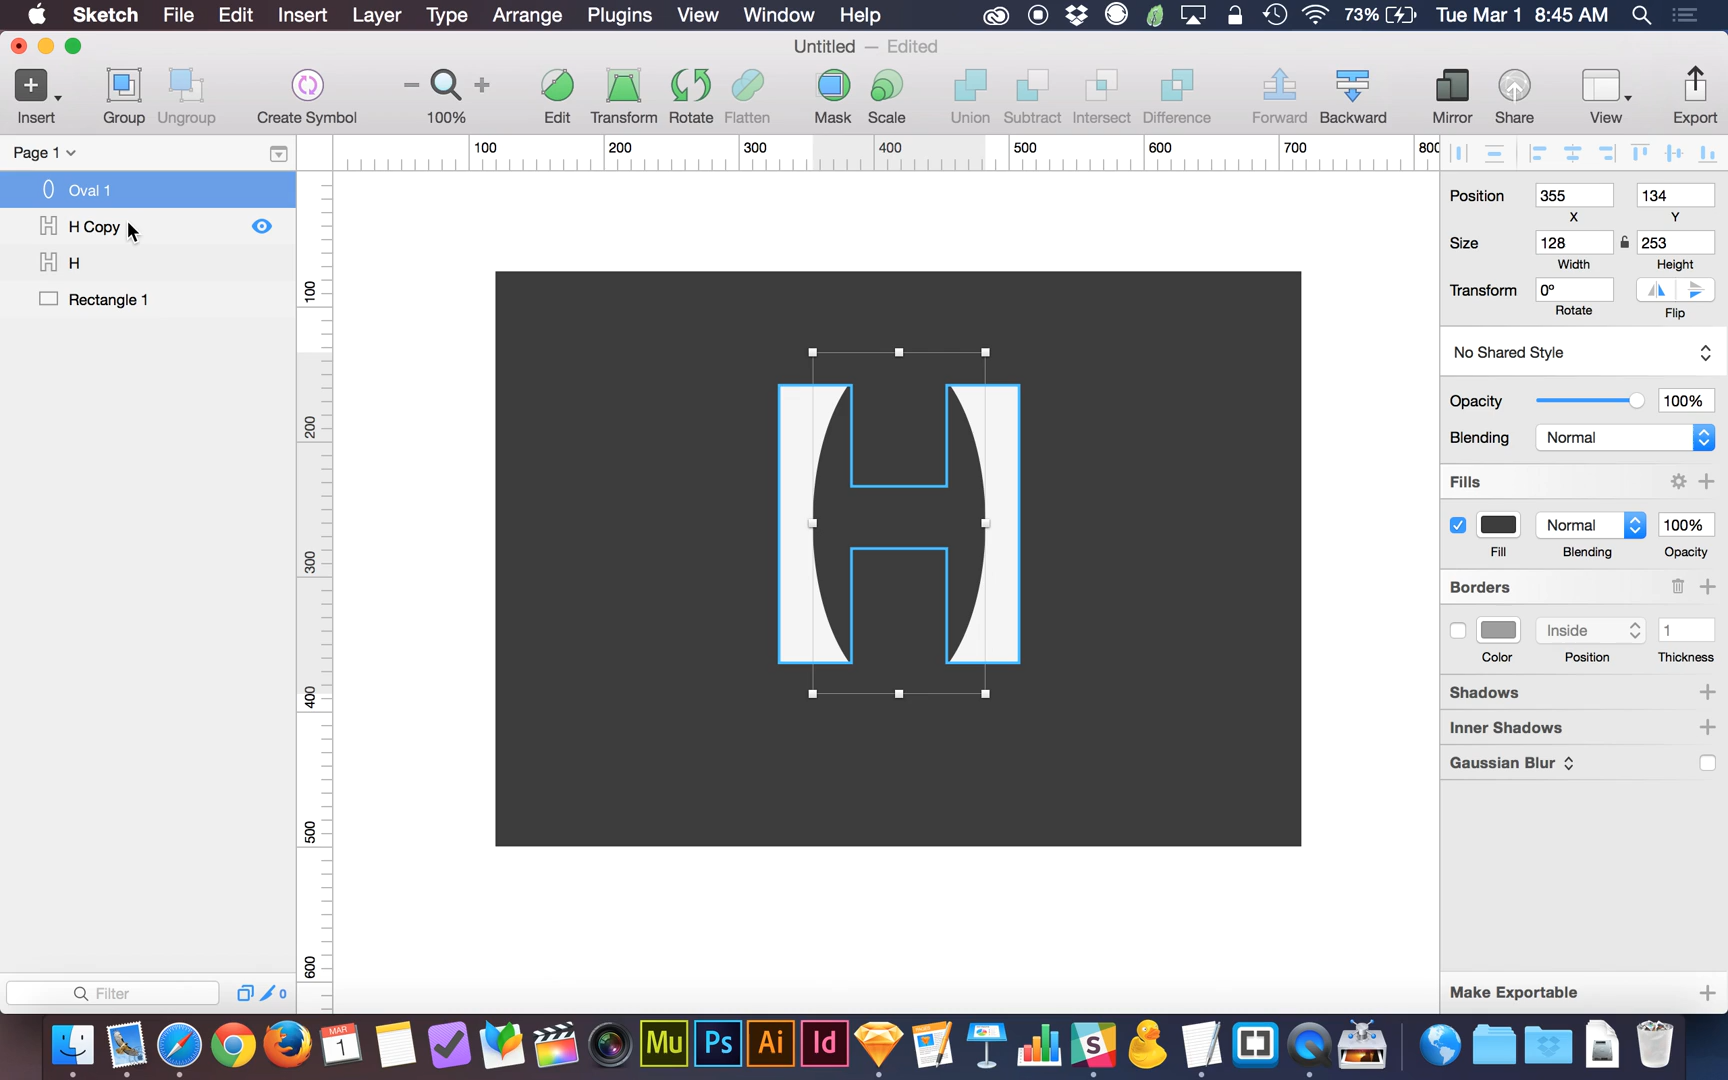 Sketch File Edit Insert Layer Type Arrange Plugins View Window Help 73% Tue Mar 1 8:45 AM
Untitled — Edited
Insert Group Ungroup Create Symbol 100% Edit Transform Rotate Flatten Mask Scale Union Subtract Intersect Difference Forward Backward Mirror Share View Export
Page 1
100 200 300 400 500 600 700 800
Oval 1
H Copy
H
Rectangle 1
100
200
300
400
500
600
H
Position 355 134
X Y
Size 128 253
Width Height
Transform 0°
Rotate Flip
No Shared Style
Opacity 100%
Blending Normal
Fills
Normal 100%
Fill Blending Opacity
Borders
Inside 1
Color Position Thickness
Shadows
Inner Shadows
Gaussian Blur
Make Exportable
Filter 0
MAR
1
Mu Ps Ai Id